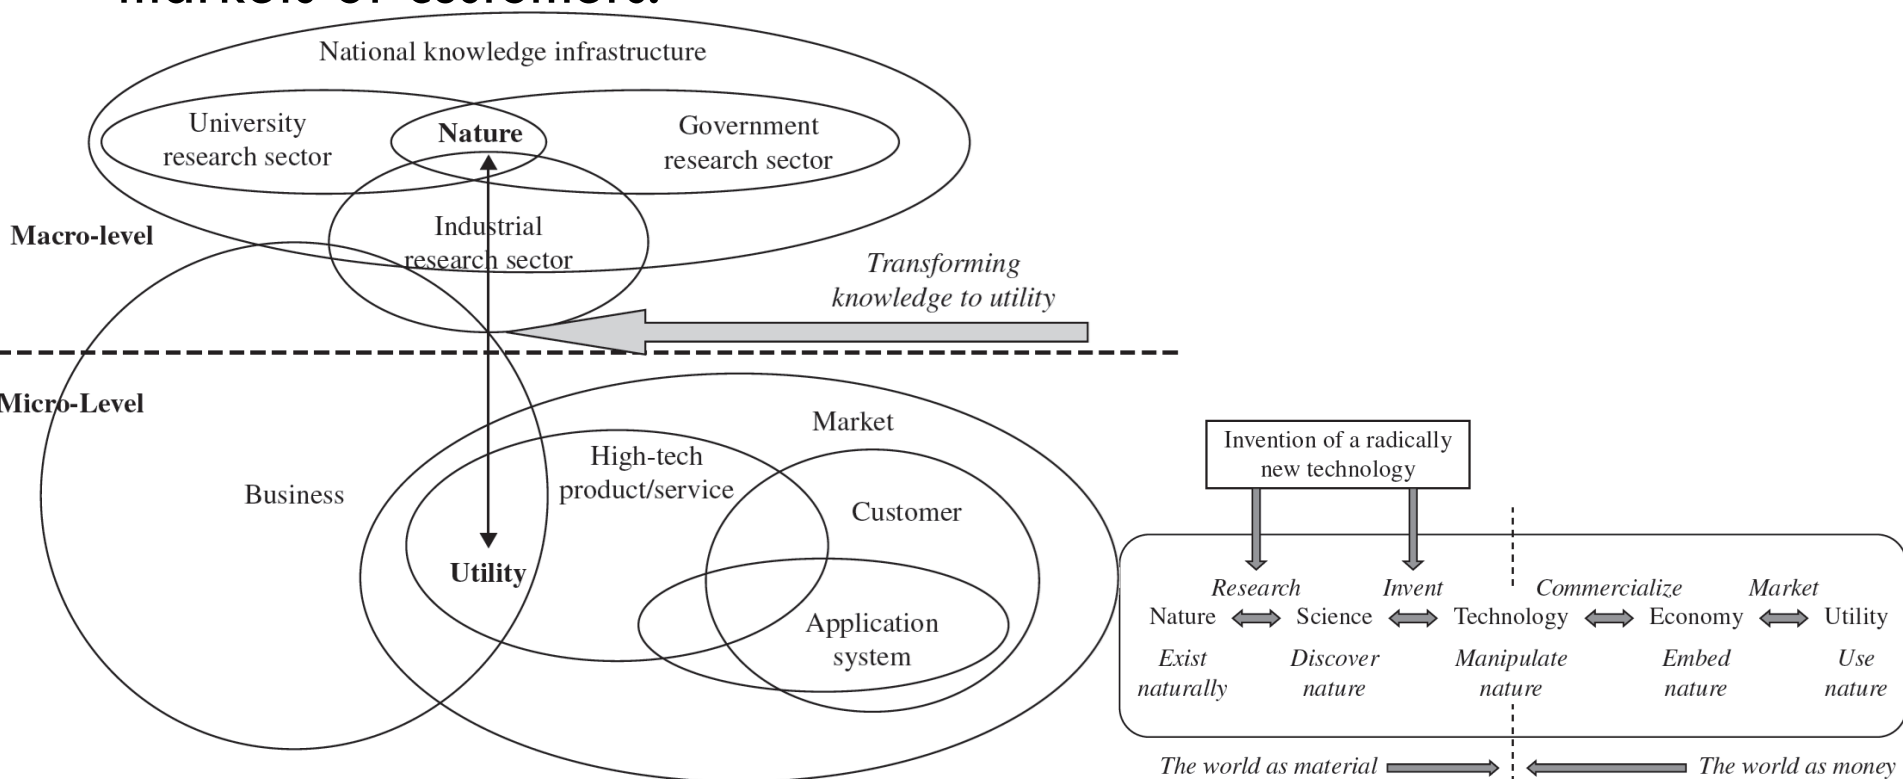 markets or customers.
National knowledge infrastructure
University
research sector
Nature
Government
research sector
Macro-level
Industrial
research sector
Transforming
knowledge to utility
Micro-Level
Market
High-tech
product/service
Business
Customer
Utility
Application
system
Invention of a radically
new technology
Research Invent Commercialize Market
Nature Science Technology Economy Utility
Exist Discover Manipulate Embed Use
naturally nature nature nature nature
The world as material The world as money